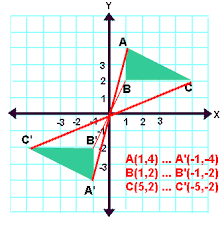 Y
A
3
2
1
B
C
X
-3 -2 -1
1 2 3
C'
B'
-2
-3
A'
A(1,4) ... A'(-1,-4)
B(1,2) ... B'(-1,-2)
C(5,2) ... C'(-5,-2)